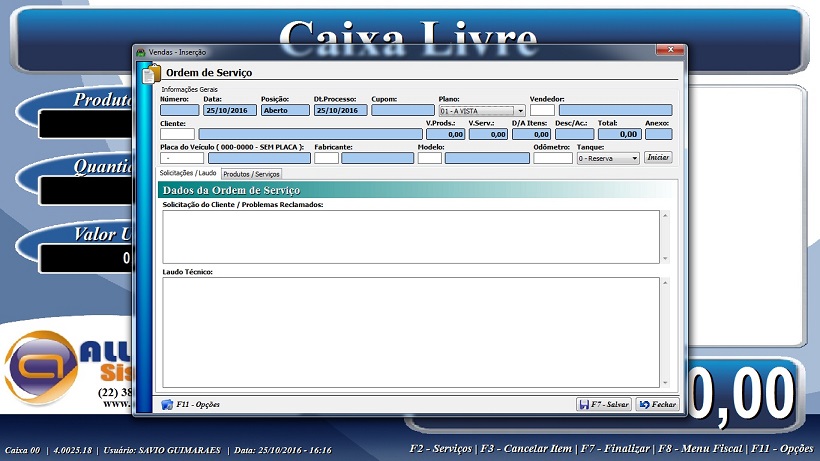 Caixa Livre
Vendas - Inserção
Ordem de Serviço
Informações Gerais
Número: Data: Posição: Dt.Processo: Cupom: Plano: Vendedor:
25/10/2016 Aberto 25/10/2016 01 - A VISTA
Cliente: V.Prods.: V.Serv.: D/A Itens: Desc/Ac.: Total: Anexo:
0,00 0,00 0,00 0,00
Placa do Veículo ( 000-0000 - SEM PLACA ): Fabricante: Modelo: Odômetro: Tanque:
- 0 - Reserva Iniciar
Solicitações / Laudo Produtos / Serviços
Dados da Ordem de Serviço
Solicitação do Cliente / Problemas Reclamados:
Laudo Técnico:
F11 - Opções F7 - Salvar Fechar
Produto
Quanti
Valor U
0
ALL
Sis
(22) 38
0,00
Caixa 00 | 4.0025.18 | Usuário: SAVIO GUIMARAES | Data: 25/10/2016 - 16:16
F2 - Serviços | F3 - Cancelar Item | F7 - Finalizar | F8 - Menu Fiscal | F11 - Opções